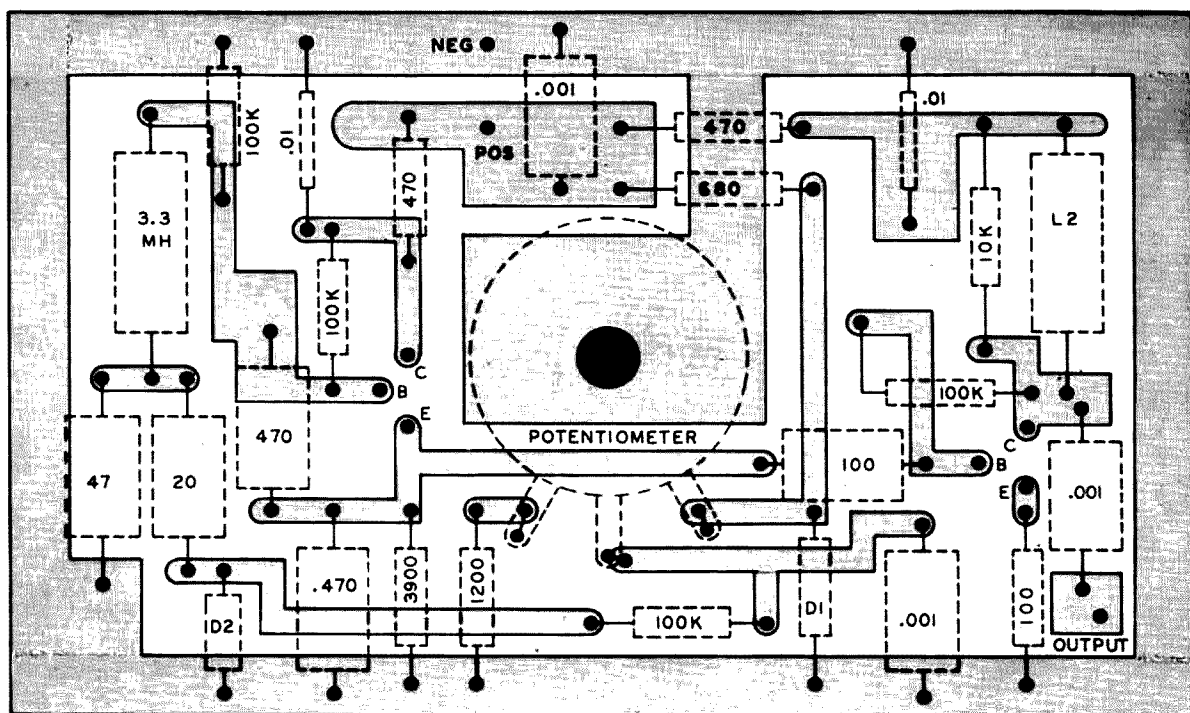 NEG
.001
.01
100K
.01
470
POS
470
680
3.3
MH
10K
L2
100K
C
B
E
POTENTIOMETER
100K
C
B
E
47
20
470
100
.001
.470
3900
1200
D2
100K
D1
.001
100
OUTPUT